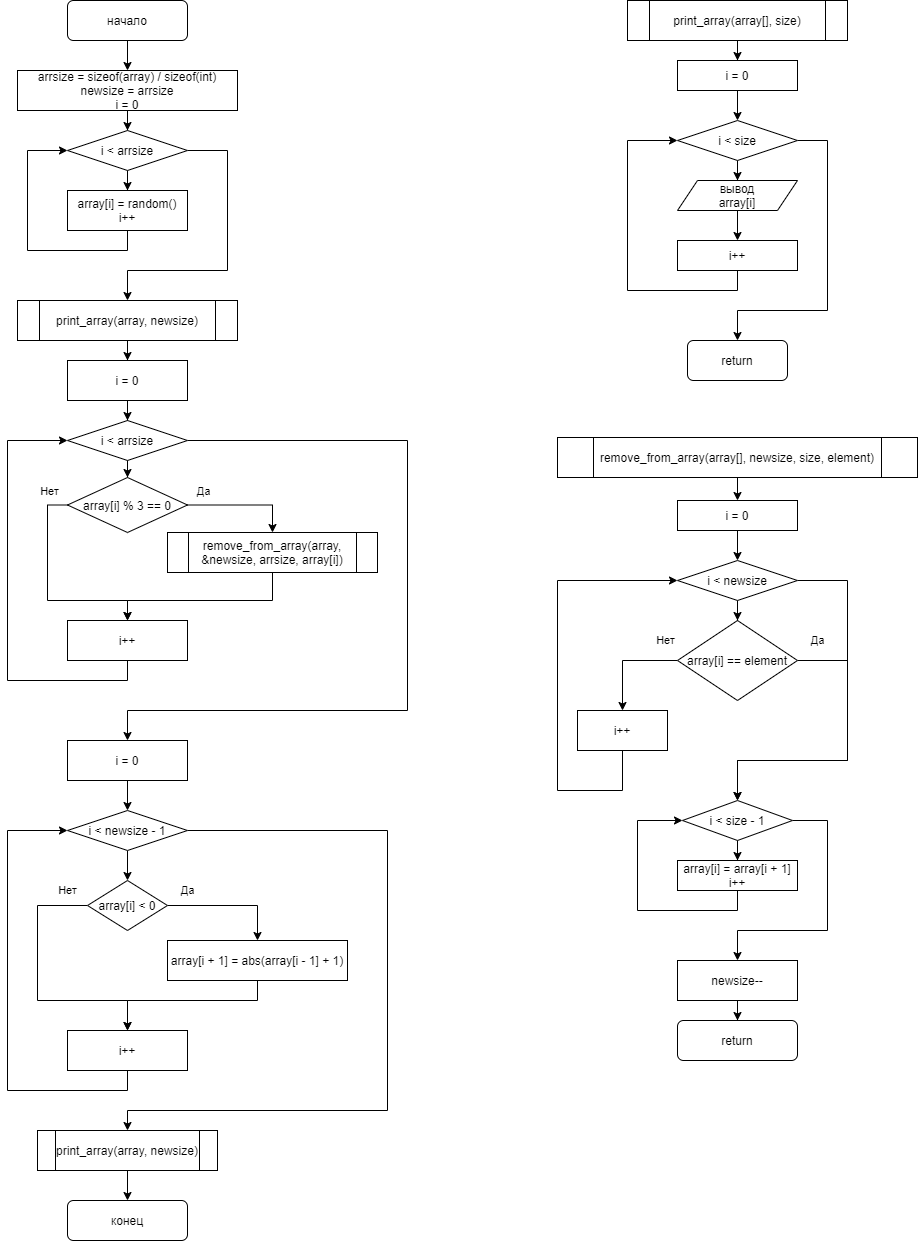 начало
arrsize = sizeof(array) / sizeof(int)
newsize = arrsize
i = 0
i < arrsize
array[i] = random()
i++
print_array(array, newsize)
i = 0
i < arrsize
Нет
Да
array[i] % 3 == 0
remove_from_array(array,
&newsize, arrsize, array[i])
i++
i = 0
i < newsize - 1
Нет
Да
array[i] < 0
array[i + 1] = abs(array[i - 1] + 1)
i++
print_array(array, newsize)
конец
print_array(array[], size)
i = 0
i < size
вывод
array[i]
i++
return
remove_from_array(array[], newsize, size, element)
i = 0
i < newsize
Нет
Да
array[i] == element
i++
i < size - 1
array[i] = array[i + 1]
i++
newsize--
return